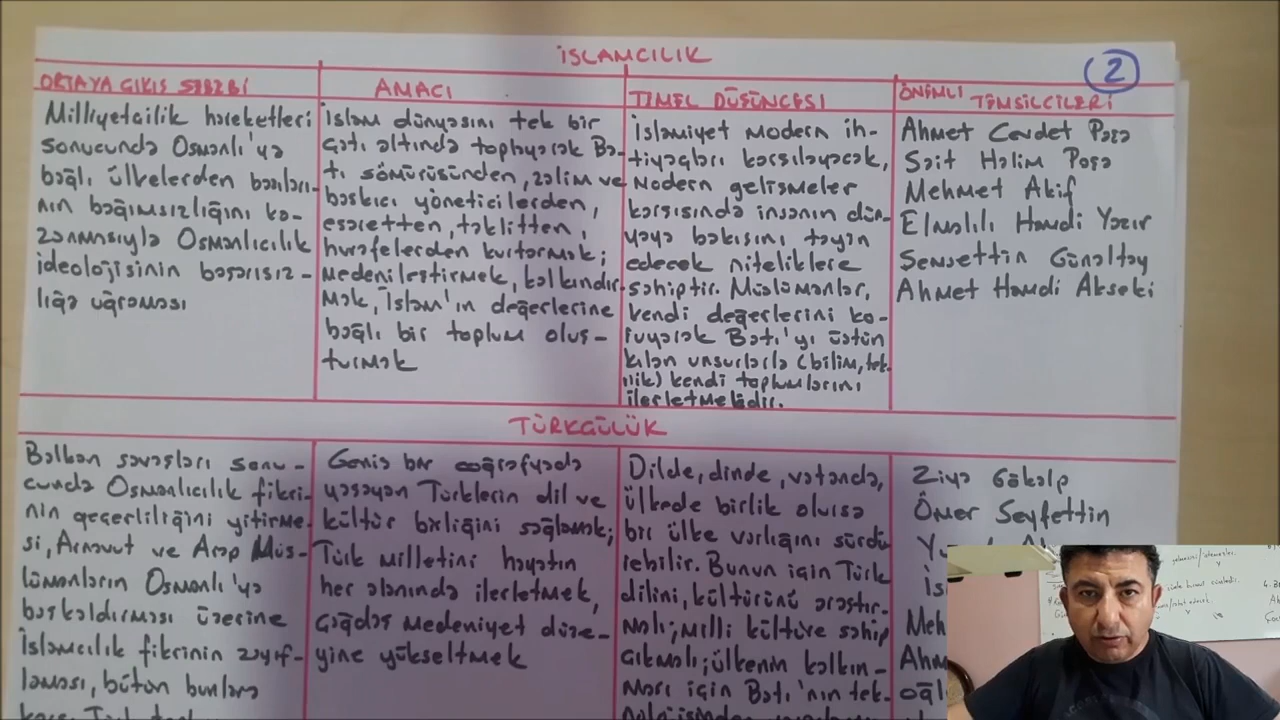 İSLAMCILIK
2
ORTAYA ÇIKIŞ SEBEBİ
Milliyetçilik hareketleri
sonucunda Osmanlı'ya
bağlı ülkelerden bazıları-
nın bağımsızlığını ka-
zanmasıyla Osmanlıcılık
ideolojisinin başarısız-
lığa uğraması
AMACI
İslam dünyasını tek bir
çatı altında toplayarak Ba-
tı sömürüsünden, zalim ve
baskıcı yöneticilerden,
esaretten, taklitten,
hurafelerden kurtarmak;
medenileştirmek, kalkındır-
mak, İslam'ın değerlerine
bağlı bir toplum oluş-
turmak
TEMEL DÜŞÜNCESİ
İslamiyet modern ih-
tiyaçları karşılayacak,
modern gelişmeler
karşısında insanın dün-
yaya bakışını tayin
edecek niteliklere
sahiptir. Müslümanlar,
kendi değerlerini ko-
ruyarak Batı'yı üstün
kılan unsurlarla (bilim, tek-
nik) kendi toplumlarını
ilerletmelidir.
ÖNEMLİ TEMSİLCİLERİ
Ahmet Cevdet Paşa
Sait Halim Paşa
Mehmet Akif
Elmalılı Hamdi Yazır
Şemsettin Günaltay
Ahmet Hamdi Akseki
TÜRKÇÜLÜK
Balkan savaşları sonu-
cunda Osmanlıcılık fikri-
nin geçerliliğini yitirme-
si, Arnavut ve Arap Müs-
lümanların Osmanlı'ya
başkaldırması üzerine
İslamcılık fikrinin zayıf-
laması, bütün bunlara
karşı Türk
Geniş bir coğrafyada
yaşayan Türklerin dil ve
kültür birliğini sağlamak;
Türk milletini hayatın
her alanında ilerletmek,
çağdaş medeniyet düze-
yine yükseltmek
Dilde, dinde, vatanda,
ülkede birlik olursa
bir ülke varlığını sürdü
rebilir. Bunun için Türk
dilini, kültürünü araştır-
malı; milli kültüre sahip
çıkmalı; ülkenin kalkın-
ması için Batı'nın tek-
Ziya Gökalp
Ömer Seyfettin
Y
İs
Meh
Ahm
oğl